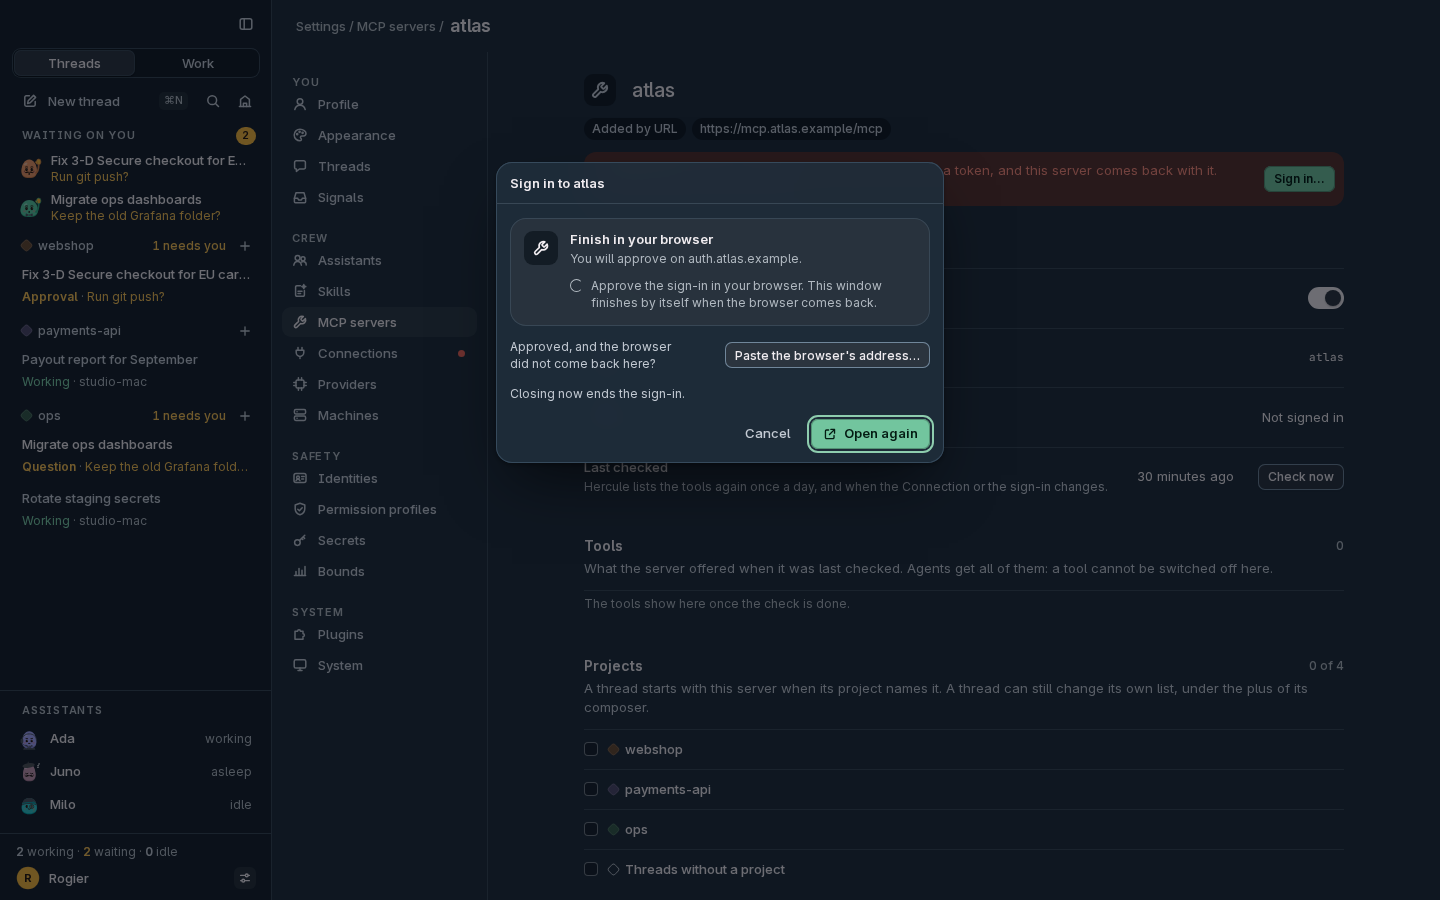 Threads
Work
New thread
⌘N
WAITING ON YOU
2
Fix 3-D Secure checkout for E…
Run git push?
Migrate ops dashboards
Keep the old Grafana folder?
webshop
1 needs you
Fix 3-D Secure checkout for EU car…
Approval · Run git push?
payments-api
Payout report for September
Working · studio-mac
ops
1 needs you
Migrate ops dashboards
Question · Keep the old Grafana fold…
Rotate staging secrets
Working · studio-mac
ASSISTANTS
Ada
working
Juno
asleep
Milo
idle
2 working · 2 waiting · 0 idle
R
Rogier
Settings / MCP servers / atlas
YOU
Profile
Appearance
Threads
Signals
CREW
Assistants
Skills
MCP servers
Connections
Providers
Machines
SAFETY
Identities
Permission profiles
Secrets
Bounds
SYSTEM
Plugins
System
atlas
Added by URL
https://mcp.atlas.example/mcp
a token, and this server comes back with it.
Sign in…
Sign in to atlas
Finish in your browser
You will approve on auth.atlas.example.
Approve the sign-in in your browser. This window
finishes by itself when the browser comes back.
Approved, and the browser
did not come back here?
Paste the browser's address…
Closing now ends the sign-in.
Cancel
Open again
atlas
Not signed in
Last checked
Hercule lists the tools again once a day, and when the Connection or the sign-in changes.
30 minutes ago
Check now
Tools
0
What the server offered when it was last checked. Agents get all of them: a tool cannot be switched off here.
The tools show here once the check is done.
Projects
0 of 4
A thread starts with this server when its project names it. A thread can still change its own list, under the plus of its
composer.
webshop
payments-api
ops
Threads without a project